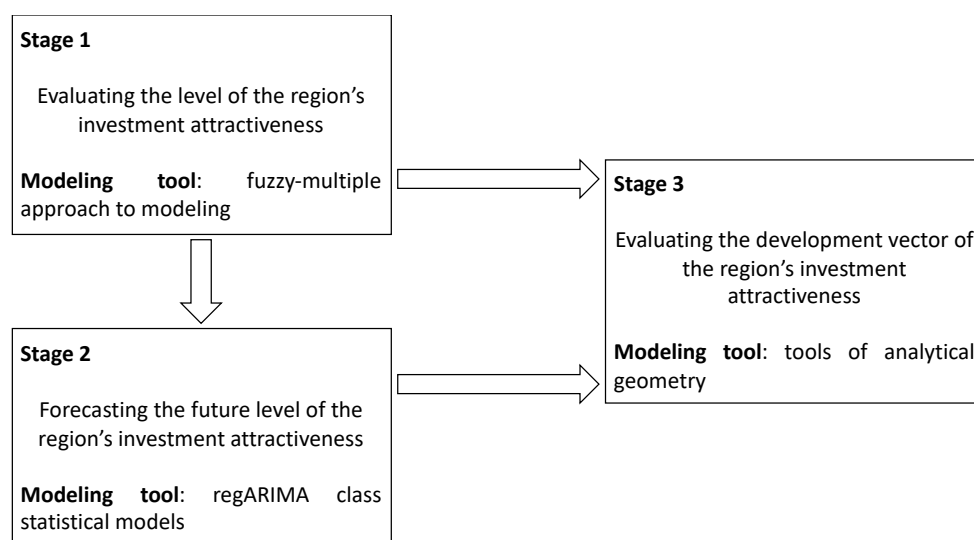 Stage 1
Evaluating the level of the region’s
investment attractiveness
Modeling tool: fuzzy-multiple
approach to modeling
Stage 2
Forecasting the future level of the
region’s investment attractiveness
Modeling tool: regARIMA class
statistical models
Stage 3
Evaluating the development vector of
the region’s investment
attractiveness
Modeling tool: tools of analytical
geometry